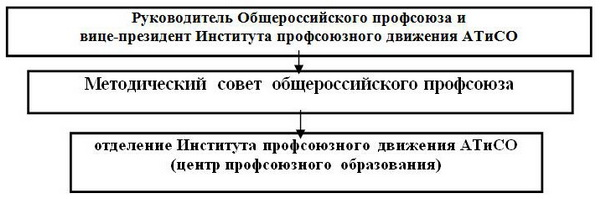 Руководитель Общероссийского профсоюза и
вице-президент Института профсоюзного движения АТиСО
Методический совет общероссийского профсоюза
отделение Института профсоюзного движения АТиСО
(центр профсоюзного образования)